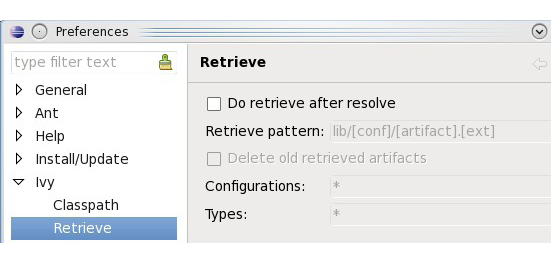 Preferences
type filter text
General
Ant
Help
Install/Update
Ivy
Classpath
Retrieve
Retrieve
Do retrieve after resolve
Retrieve pattern: lib/[conf]/[artifact].[ext]
Delete old retrieved artifacts
Configurations: *
Types: *